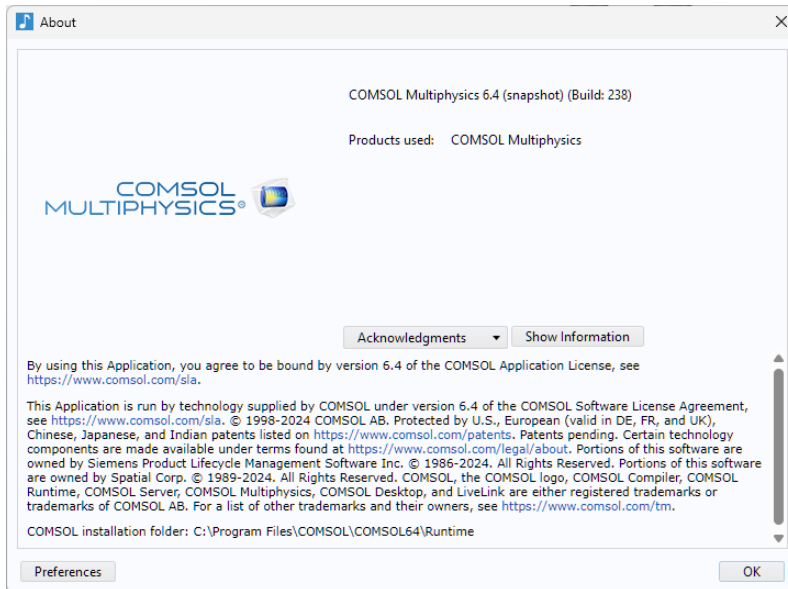 About
COMSOL Multiphysics 6.4 (snapshot) (Build: 238)
Products used: COMSOL Multiphysics
COMSOL
MULTIPHYSICS®
Acknowledgments
Show Information
By using this Application, you agree to be bound by version 6.4 of the COMSOL Application License, see
https://www.comsol.com/sla.
This Application is run by technology supplied by COMSOL under version 6.4 of the COMSOL Software License Agreement,
see https://www.comsol.com/sla. © 1998-2024 COMSOL AB. Protected by U.S., European (valid in DE, FR, and UK),
Chinese, Japanese, and Indian patents listed on https://www.comsol.com/patents. Patents pending. Certain technology
components are made available under terms found at https://www.comsol.com/legal/about. Portions of this software are
owned by Siemens Product Lifecycle Management Software Inc. © 1986-2024. All Rights Reserved. Portions of this software
are owned by Spatial Corp. © 1989-2024. All Rights Reserved. COMSOL, the COMSOL logo, COMSOL Compiler, COMSOL
Runtime, COMSOL Server, COMSOL Multiphysics, COMSOL Desktop, and LiveLink are either registered trademarks or
trademarks of COMSOL AB. For a list of other trademarks and their owners, see https://www.comsol.com/tm.
COMSOL installation folder: C:\Program Files\COMSOL\COMSOL64\Runtime
Preferences
OK